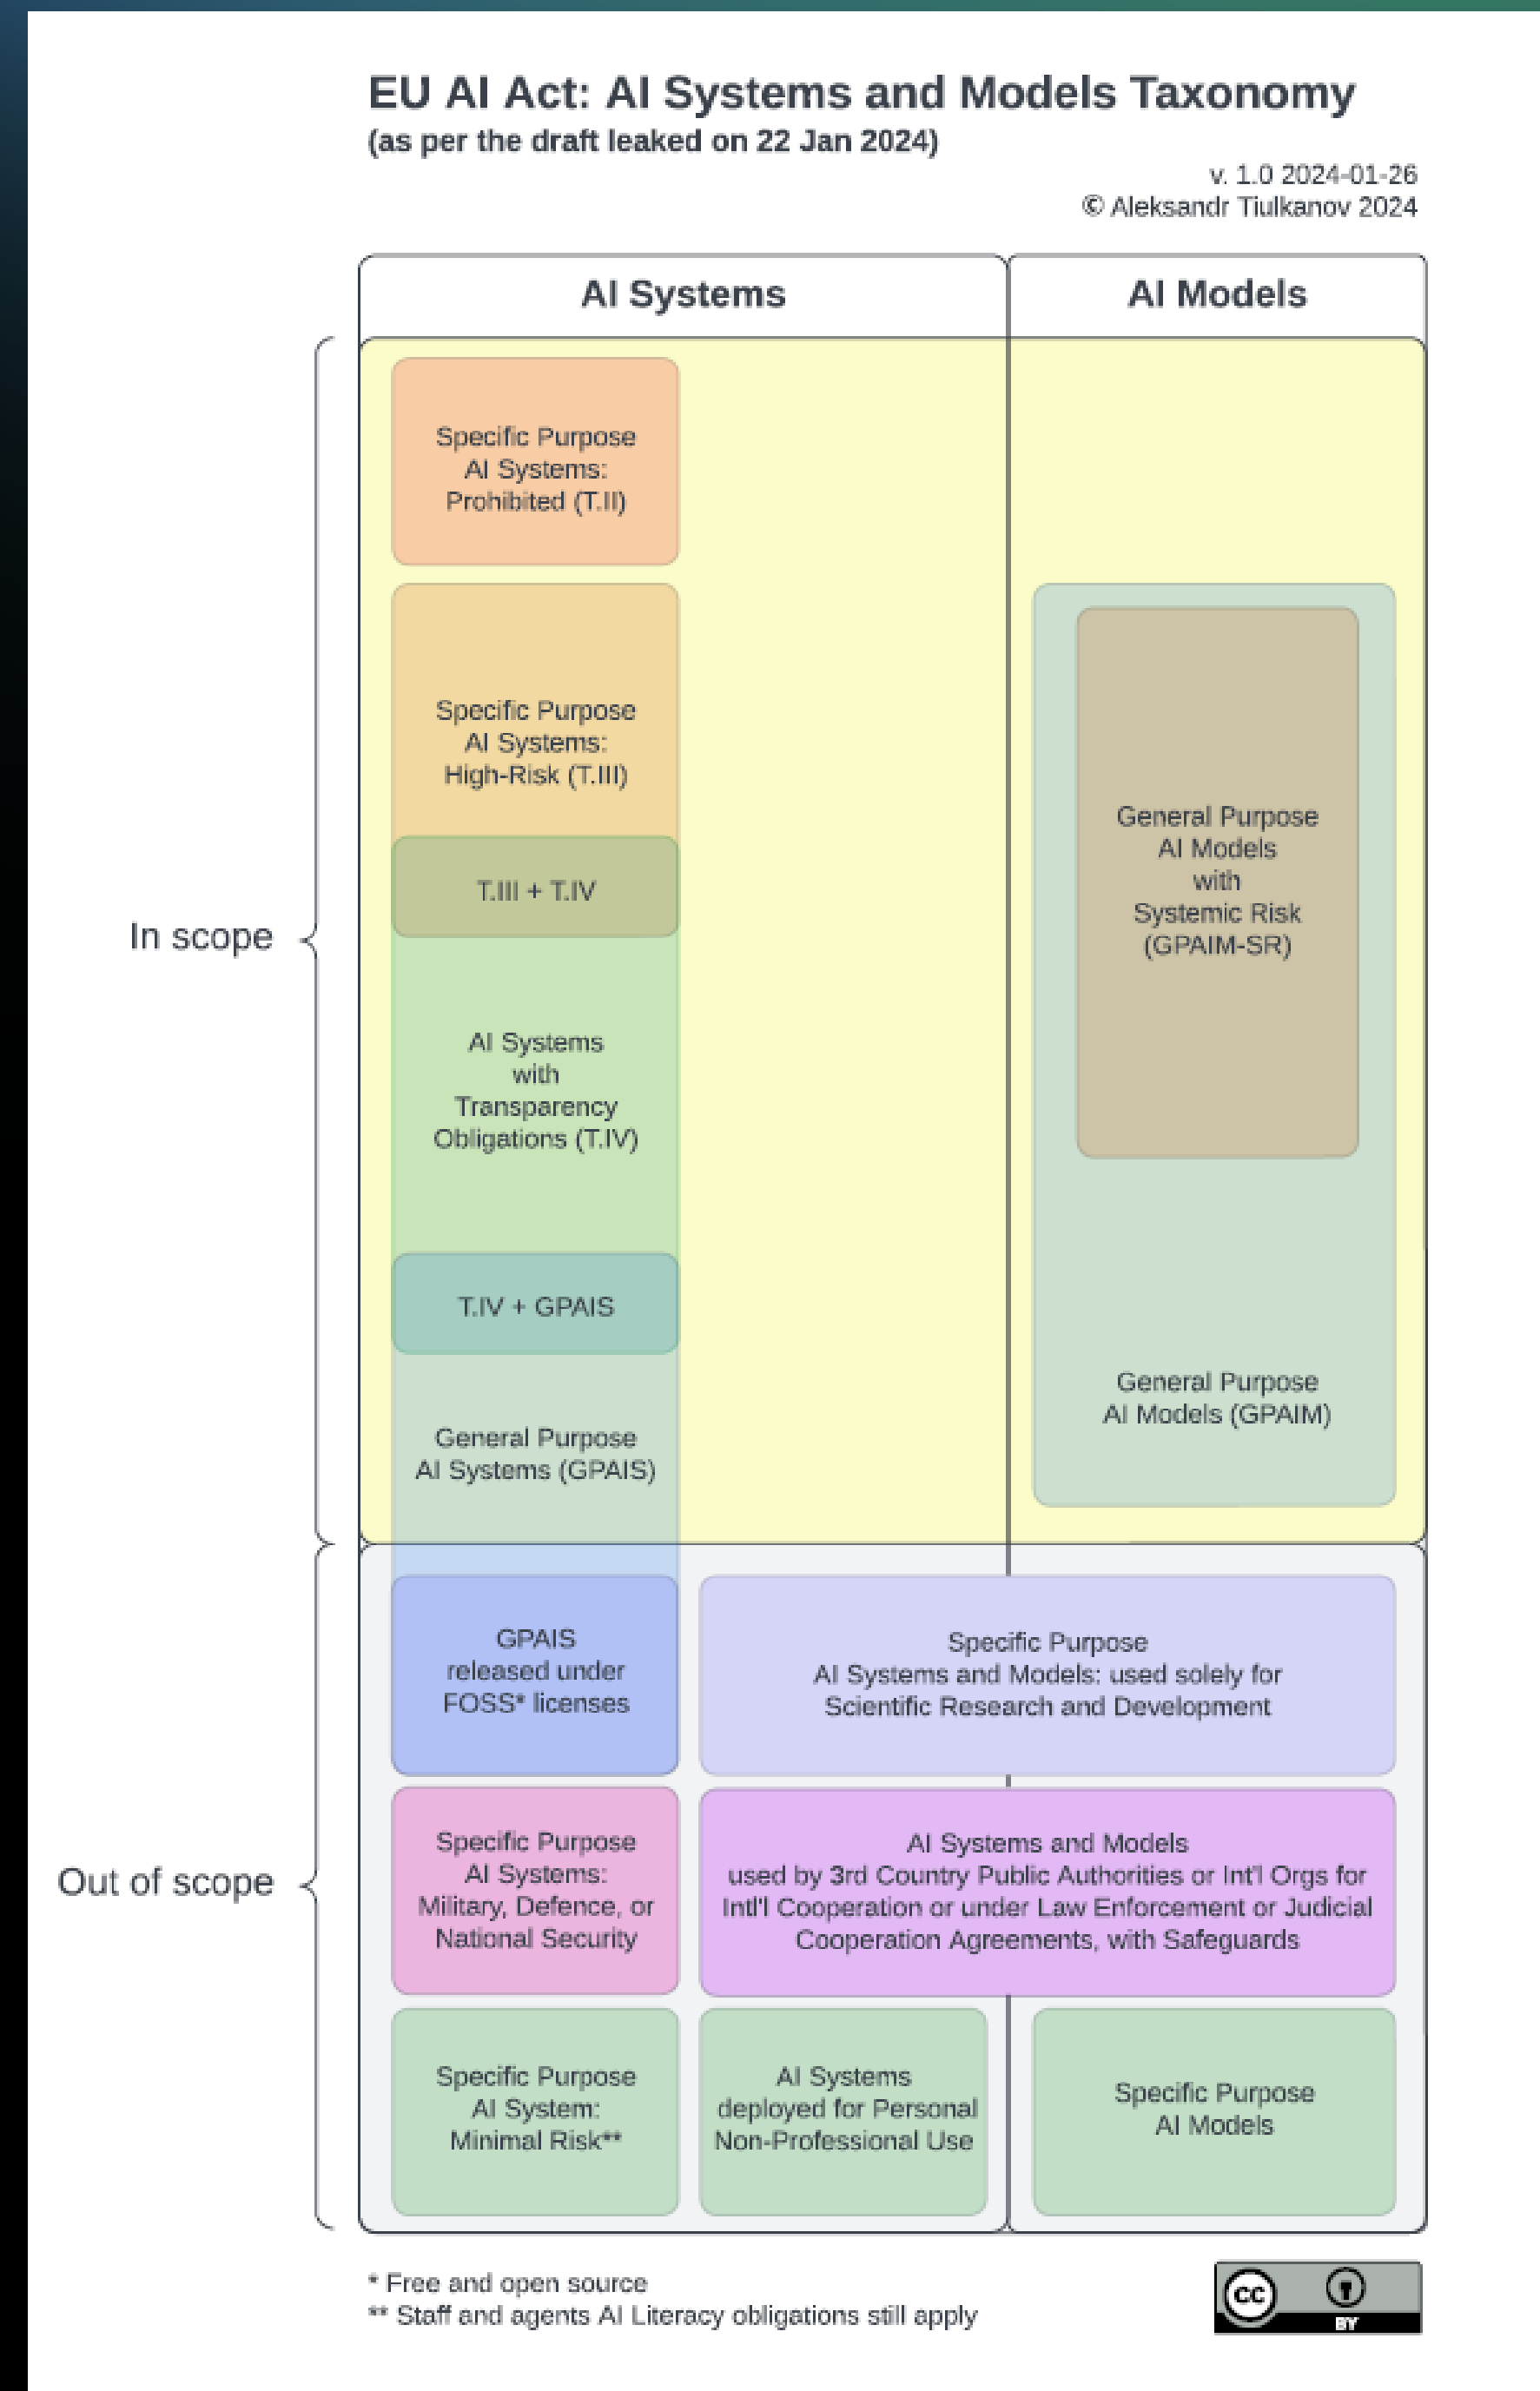 EU AI Act: AI Systems and Models Taxonomy
(as per the draft leaked on 22 Jan 2024)
v. 1.0 2024-01-26
© Aleksandr Tiulkanov 2024
AI Systems
AI Models
In scope
Specific Purpose
AI Systems:
Prohibited (T.II)
Specific Purpose
AI Systems:
High-Risk (T.III)
T.III + T.IV
AI Systems
with
Transparency
Obligations (T.IV)
T.IV + GPAIS
General Purpose
AI Systems (GPAIS)
General Purpose
AI Models
with
Systemic Risk
(GPAIM-SR)
General Purpose
AI Models (GPAIM)
Out of scope
GPAIS
released under
FOSS* licenses
Specific Purpose
AI Systems and Models: used solely for
Scientific Research and Development
Specific Purpose
AI Systems:
Military, Defence, or
National Security
AI Systems and Models
used by 3rd Country Public Authorities or Int'l Orgs for
Intl'l Cooperation or under Law Enforcement or Judicial
Cooperation Agreements, with Safeguards
Specific Purpose
AI System:
Minimal Risk**
AI Systems
deployed for Personal
Non-Professional Use
Specific Purpose
AI Models
* Free and open source
** Staff and agents AI Literacy obligations still apply
cc
BY